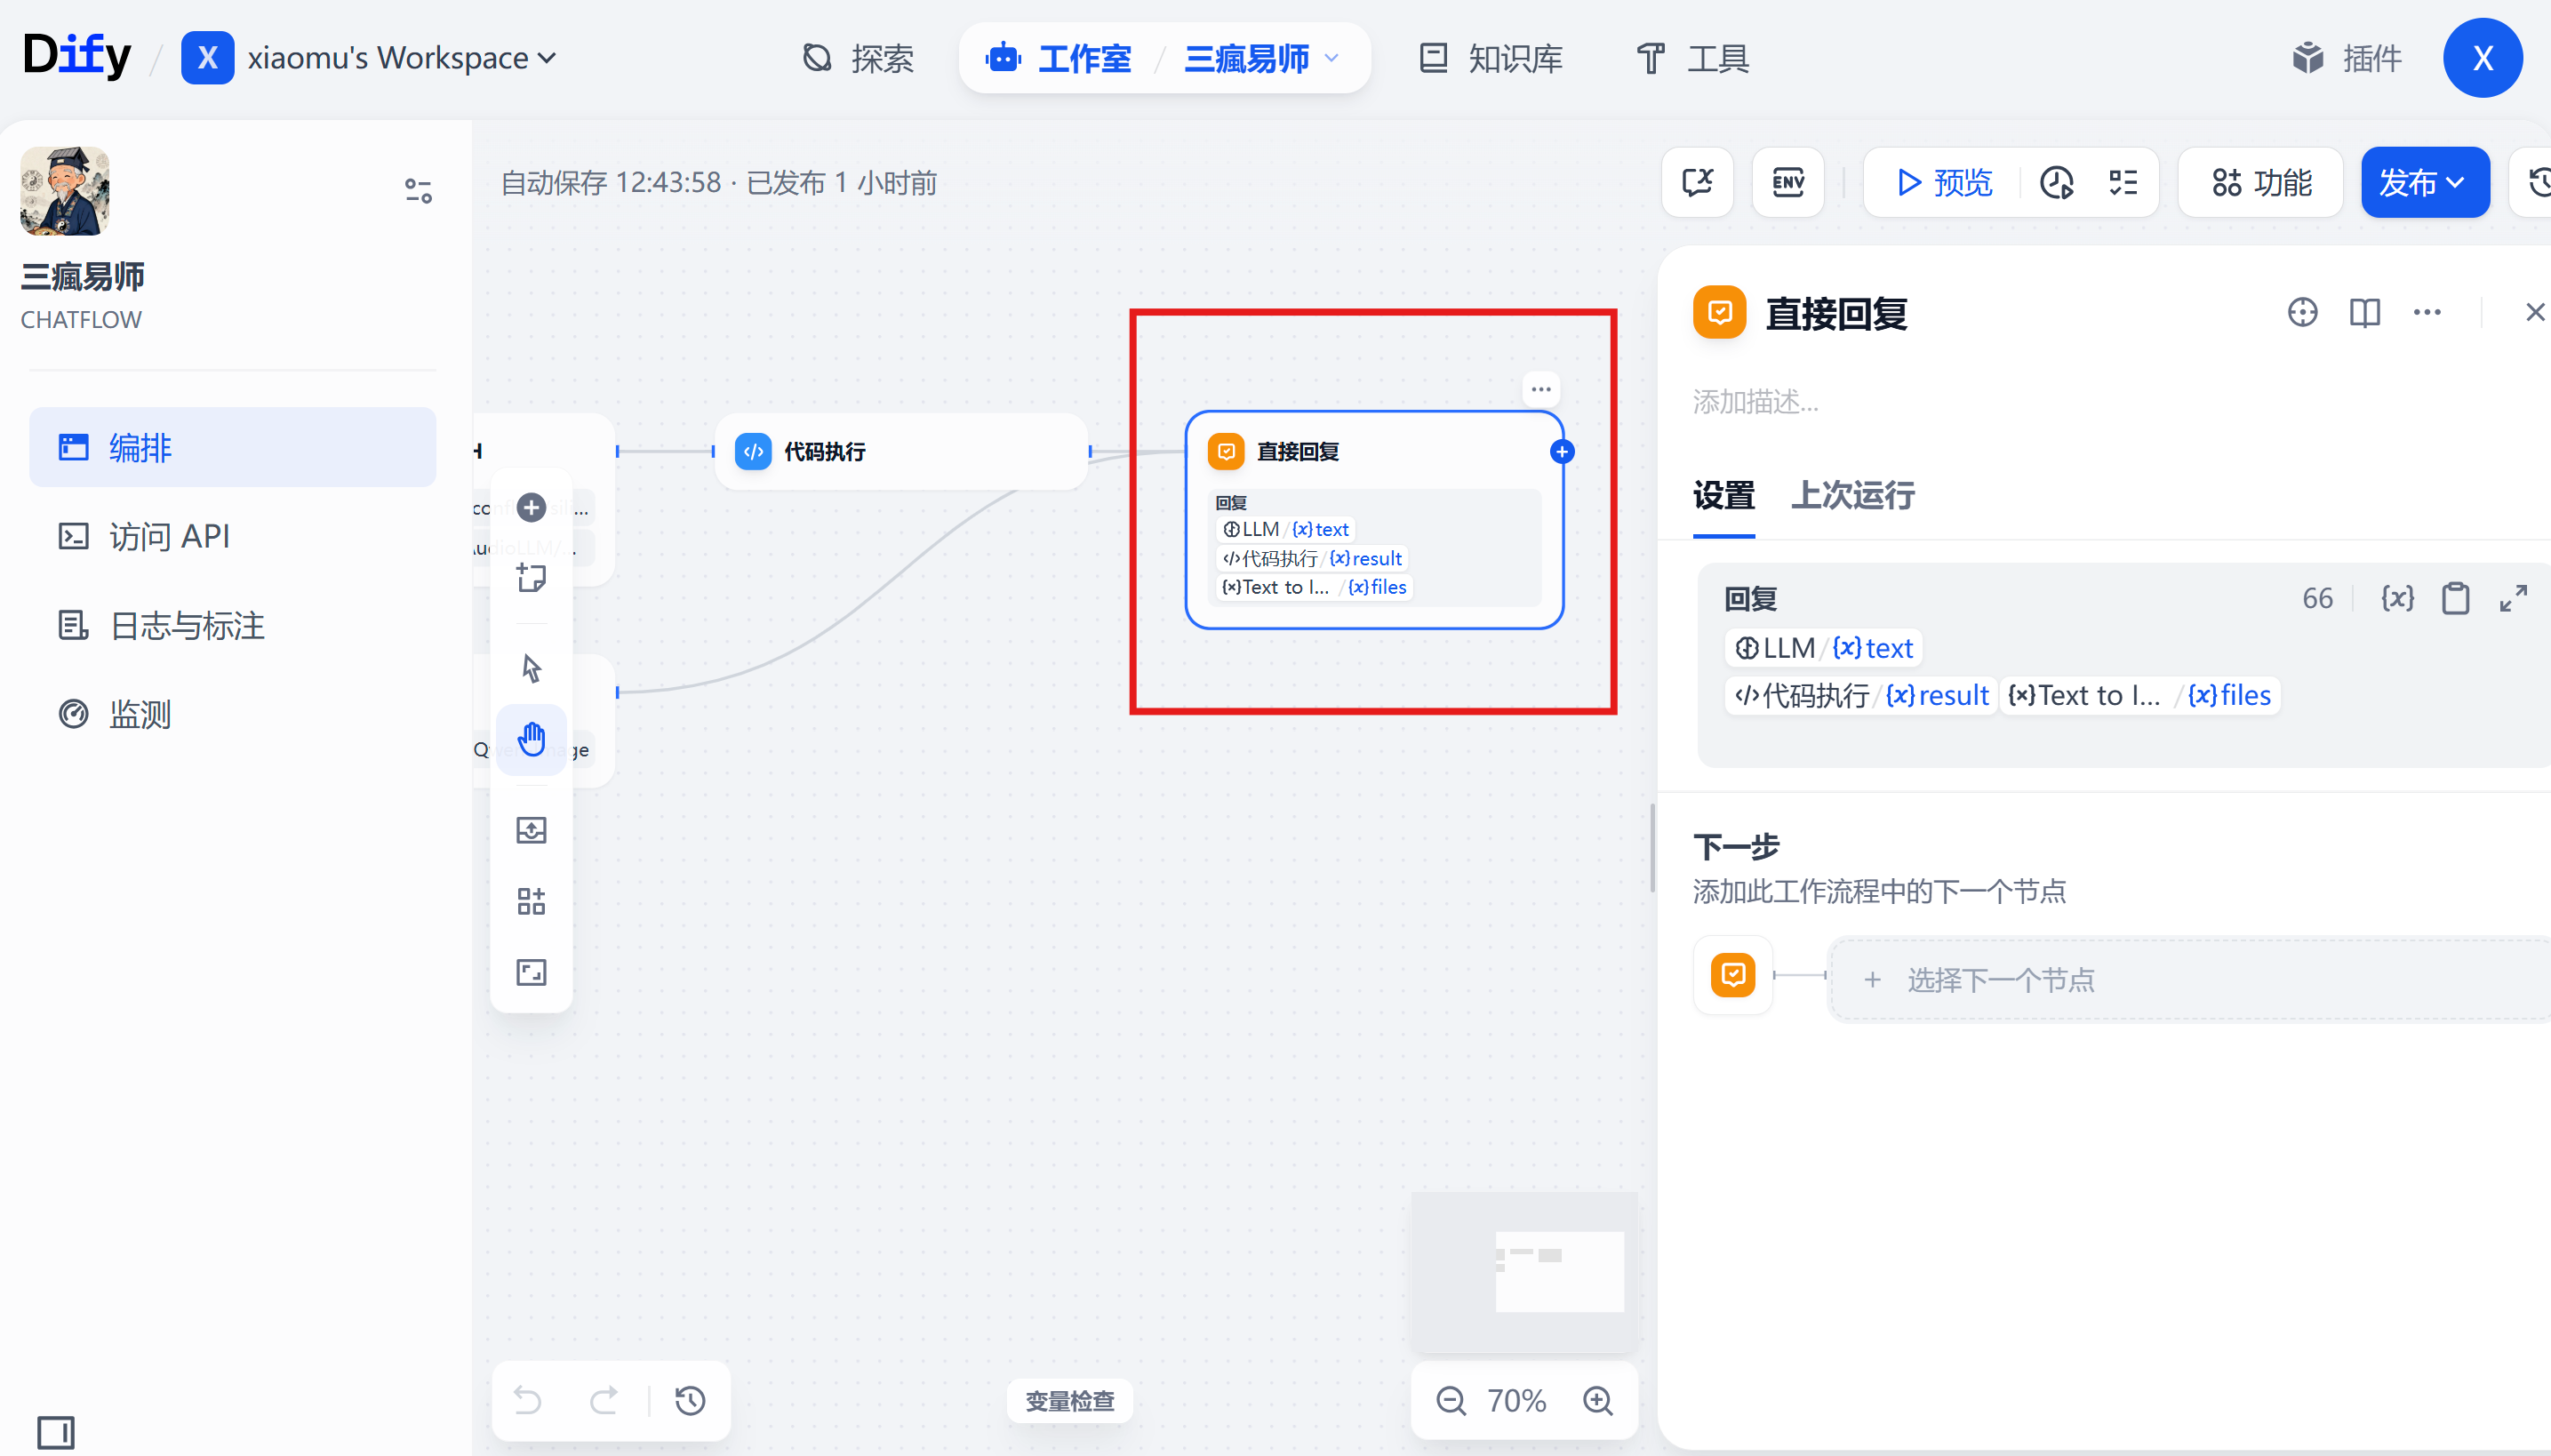 Dify / X xiaomu's Workspace 探索 工作室 / 三瘋易师 知识库 工具 插件 X
三瘋易师
CHATFLOW
编排
访问 API
日志与标注
监测
自动保存 12:43:58 · 已发布 1 小时前
ENV 预览 功能 发布
代码执行
直接回复
回复
LLM / {x} text
代码执行 / {x} result
{x} Text to I... / {x} files
变量检查
70%
直接回复
添加描述...
设置 上次运行
回复 66 {x}
LLM / {x} text
代码执行 / {x} result {x} Text to I... / {x} files
下一步
添加此工作流程中的下一个节点
+ 选择下一个节点